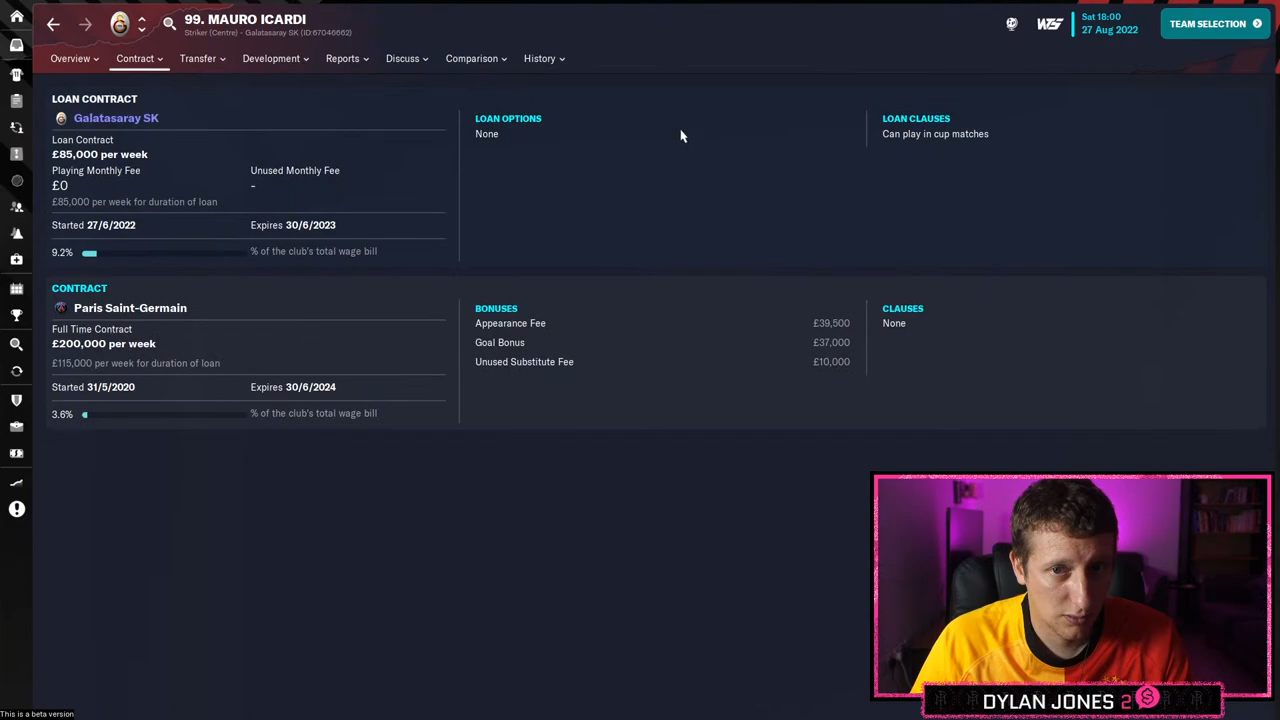 99. MAURO ICARDI
Striker (Centre) - Galatasaray SK (ID:67046662)
Sat 18:00
27 Aug 2022
TEAM SELECTION
Overview
Contract
Transfer
Development
Reports
Discuss
Comparison
History
LOAN CONTRACT
Galatasaray SK
Loan Contract
£85,000 per week
Playing Monthly Fee
Unused Monthly Fee
£0
-
£85,000 per week for duration of loan
Started 27/6/2022
Expires 30/6/2023
9.2%
% of the club's total wage bill
LOAN OPTIONS
None
LOAN CLAUSES
Can play in cup matches
CONTRACT
Paris Saint-Germain
Full Time Contract
£200,000 per week
£115,000 per week for duration of loan
Started 31/5/2020
Expires 30/6/2024
3.6%
% of the club's total wage bill
BONUSES
Appearance Fee £39,500
Goal Bonus £37,000
Unused Substitute Fee £10,000
CLAUSES
None
DYLAN JONES 2
This is a beta version